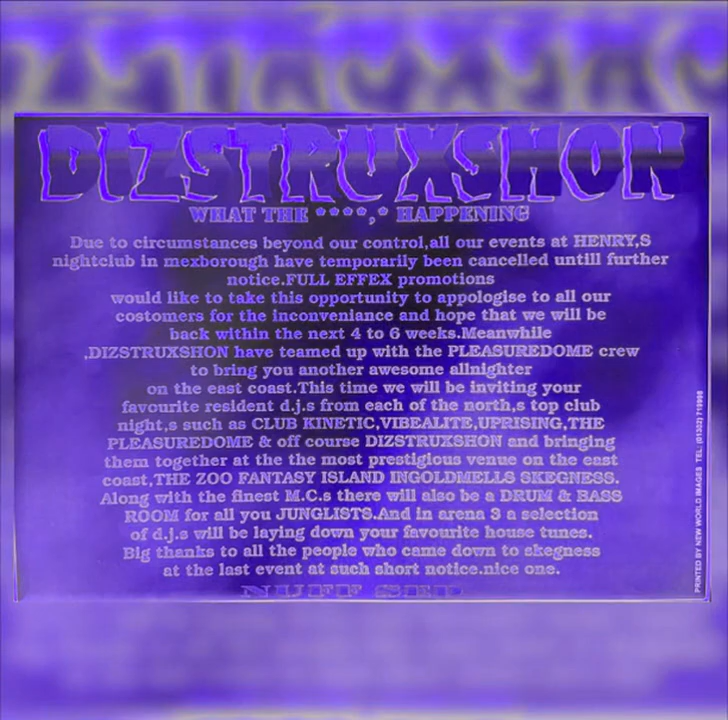 DIZSTRUXSHON
WHAT THE ****,* HAPPENING
Due to circumstances beyond our control,all our events at HENRY,S
nightclub in mexborough have temporarily been cancelled untill further
notice.FULL EFFEX promotions
would like to take this opportunity to appologise to all our
costomers for the inconveniance and hope that we will be
back within the next 4 to 6 weeks.Meanwhile
,DIZSTRUXSHON have teamed up with the PLEASUREDOME crew
to bring you another awesome allnighter
on the east coast.This time we will be inviting your
favourite resident d.j.s from each of the north,s top club
night,s such as CLUB KINETIC,VIBEALITE,UPRISING,THE
PLEASUREDOME & off course DIZSTRUXSHON and bringing
them together at the the most prestigious venue on the east
coast,THE ZOO FANTASY ISLAND INGOLDMELLS SKEGNESS.
Along with the finest M.C.s there will also be a DRUM & BASS
ROOM for all you JUNGLISTS.And in arena 3 a selection
of d.j.s will be laying down your favourite house tunes.
Big thanks to all the people who came down to skegness
at the last event at such short notice.nice one.
NUFF SED
PRINTED BY NEW WORLD IMAGES TEL: (01302) 719908